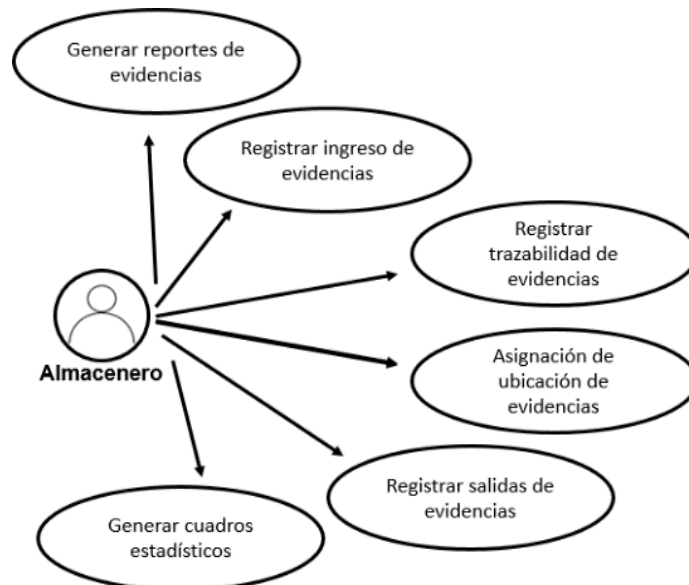 Generar reportes de
evidencias
Registrar ingreso de
evidencias
Registrar
trazabilidad de
evidencias
Almacenero
Asignación de
ubicación de
evidencias
Registrar salidas de
evidencias
Generar cuadros
estadísticos